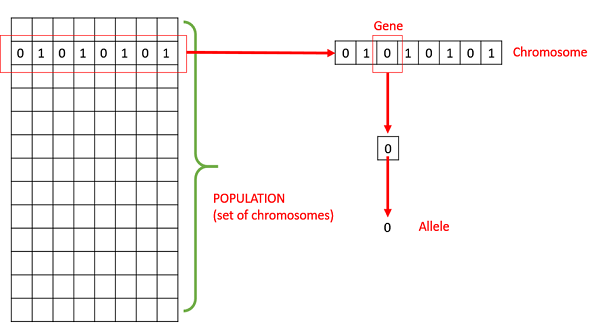 Gene
0 1 0 1 0 1 0 1
0 1 0 1 0 1 0 1
Chromosome
0
POPULATION
(set of chromosomes)
0
Allele